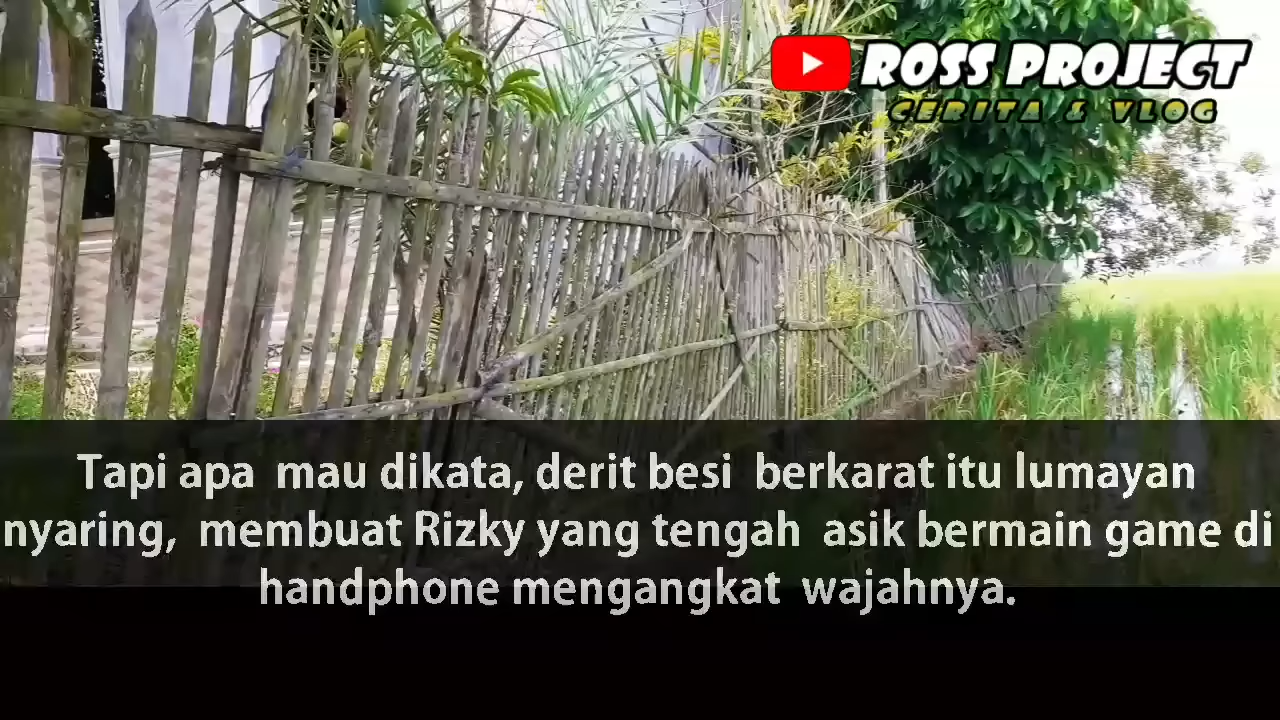 ROSS PROJECT
CERITA & VLOG
Tapi apa mau dikata, derit besi berkarat itu lumayan
nyaring, membuat Rizky yang tengah asik bermain game di
handphone mengangkat wajahnya.